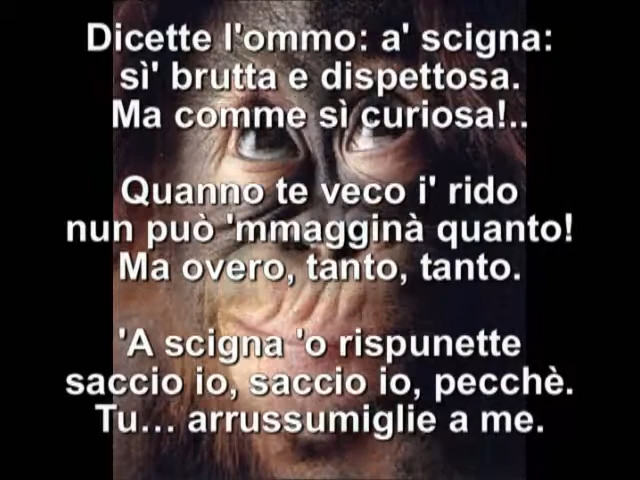 Dicette l'ommo: a' scigna:
sì' brutta e dispettosa.
Ma comme sì curiosa!..
Quanno te veco i' rido
nun può 'mmagginà quanto!
Ma overo, tanto, tanto.
'A scigna 'o rispunette
saccio io, saccio io, pecchè.
Tu... arrussumiglie a me.